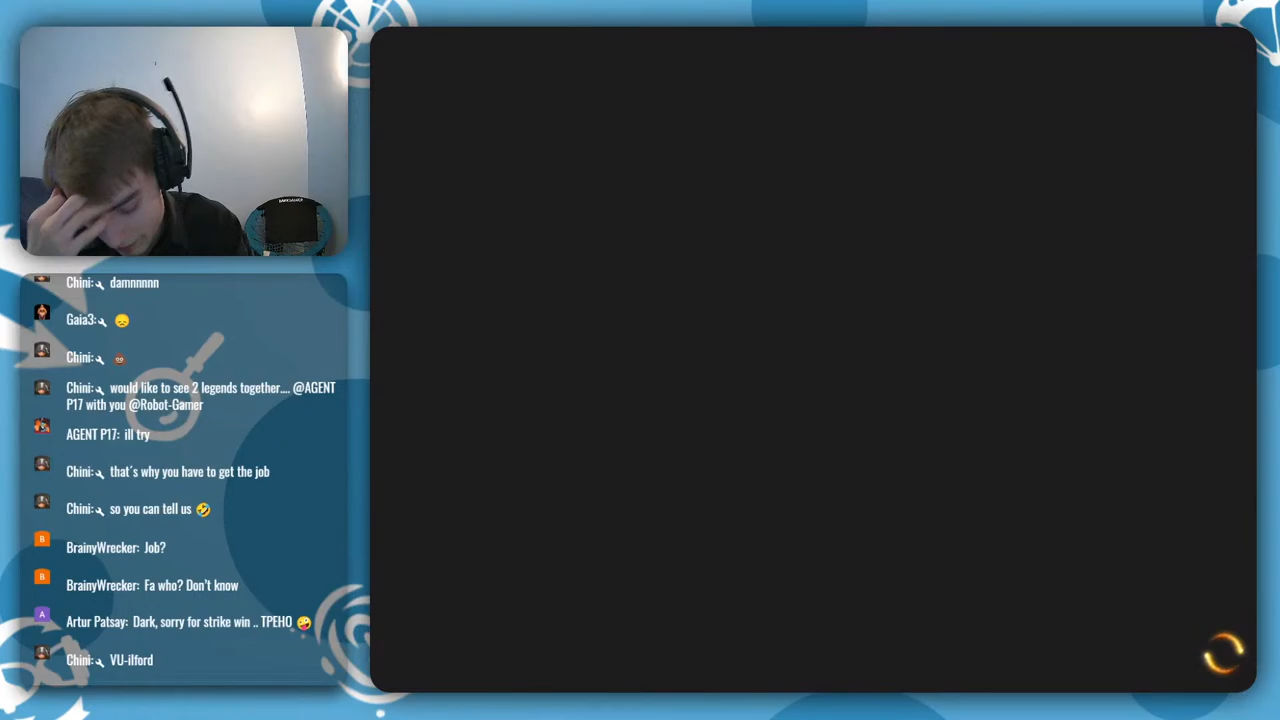 DARKGAMER
Chini: damnnnnn
Gaia3: 😞
Chini: 💩
Chini: would like to see 2 legends together.... @AGENT
P17 with you @Robot-Gamer
AGENT P17: ill try
Chini: that´s why you have to get the job
Chini: so you can tell us 🤣
B
BrainyWrecker: Job?
B
BrainyWrecker: Fa who? Don't know
A
Artur Patsay: Dark, sorry for strike win .. TPEHO 🤪
Chini: VU-ilford